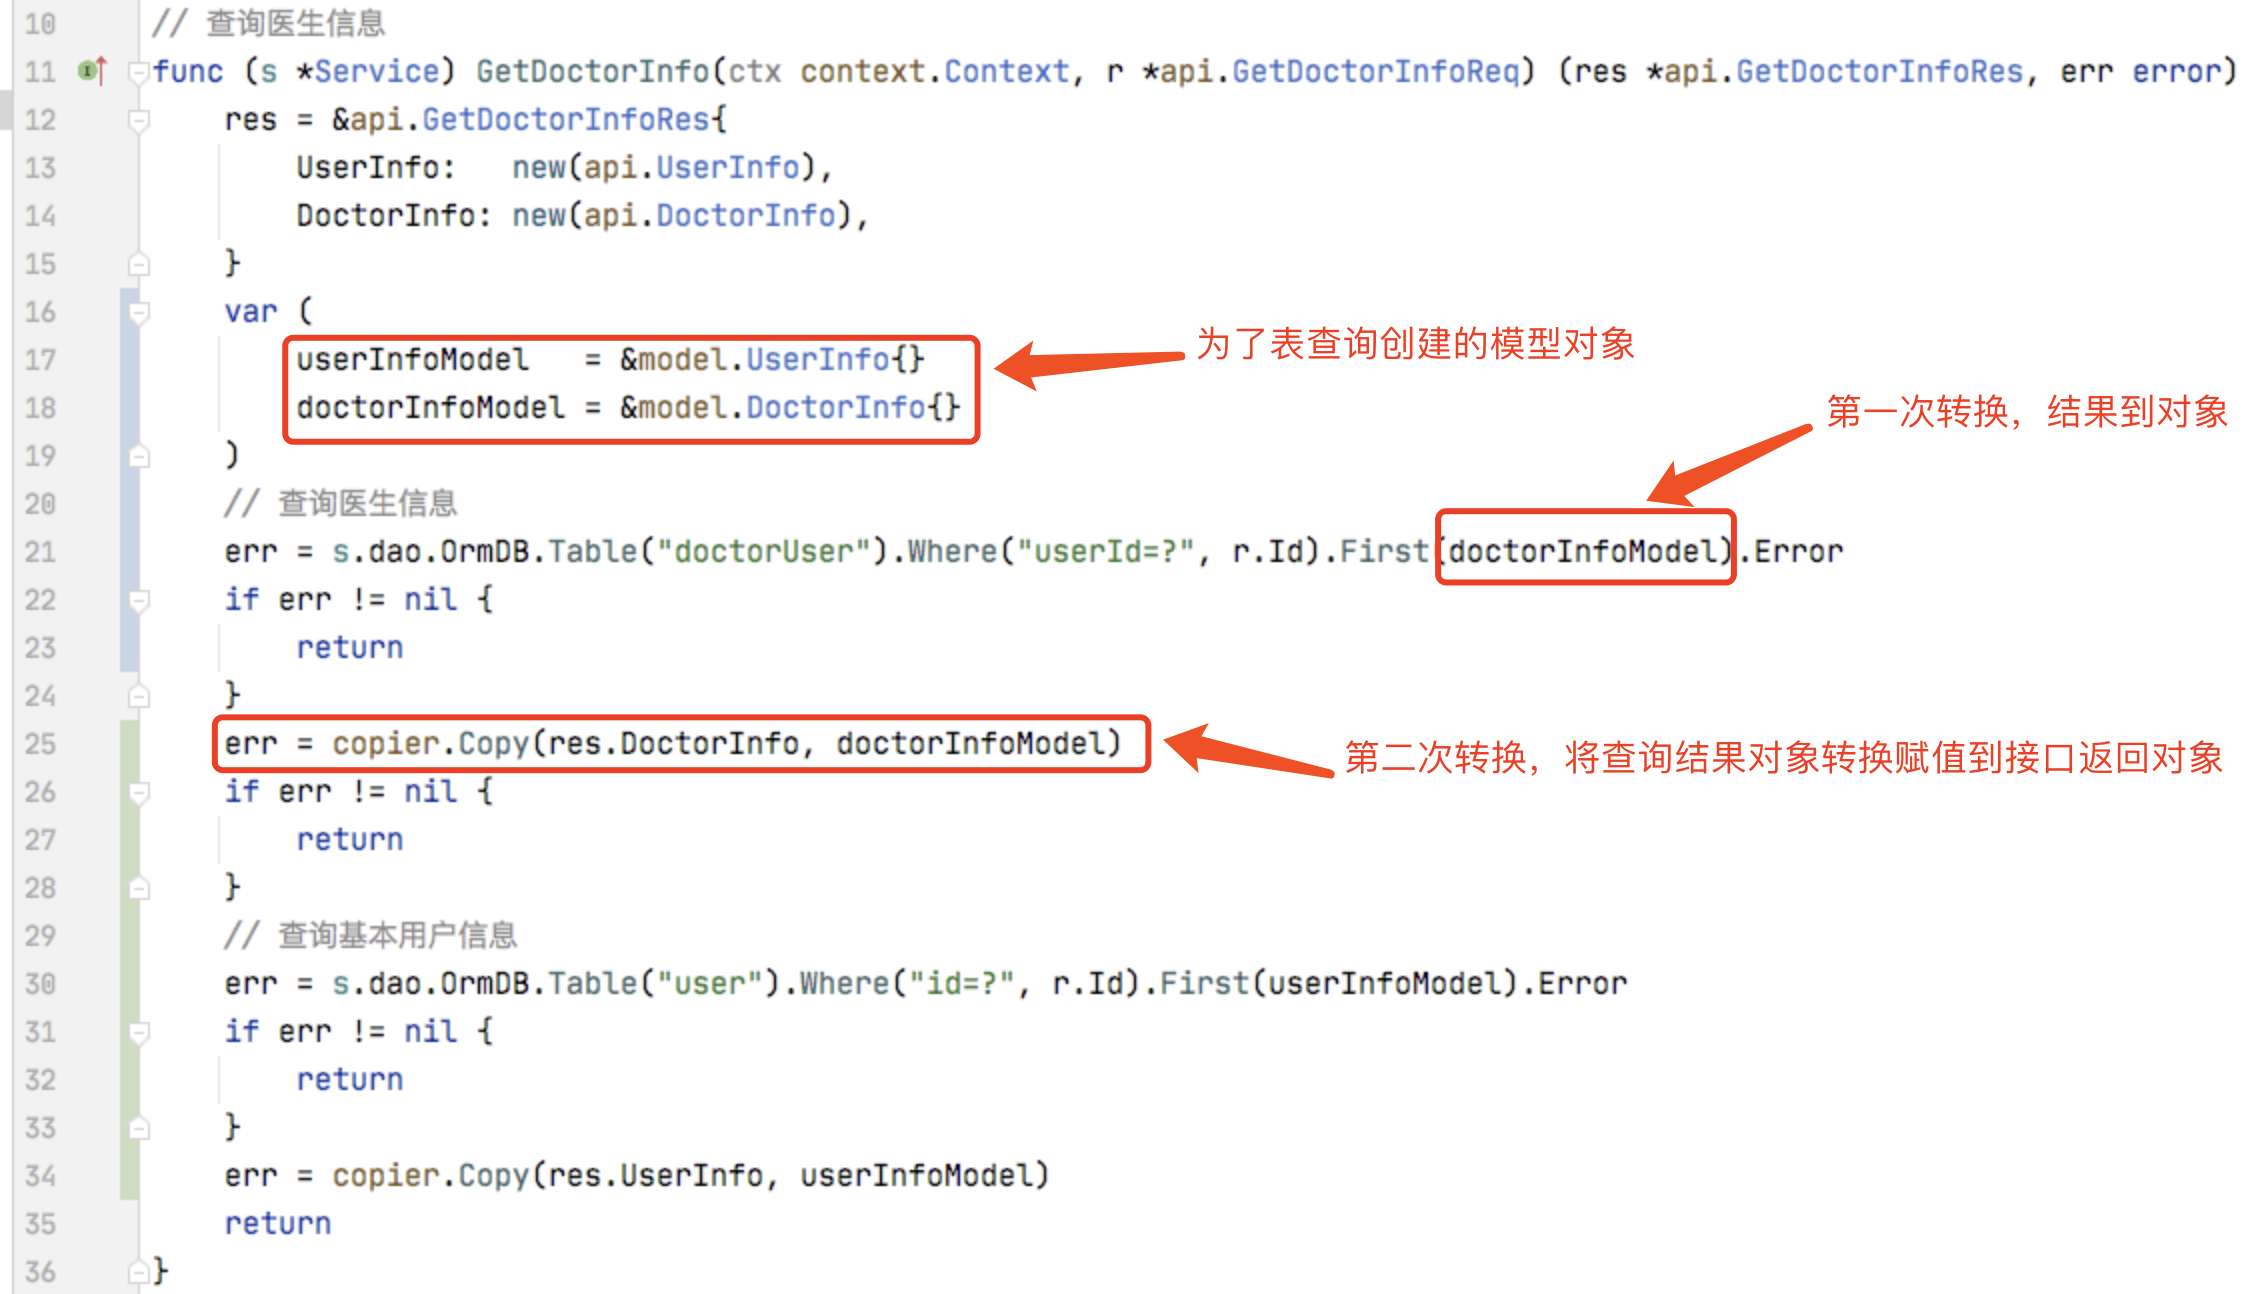 10 // 查询医生信息
11 func (s *Service) GetDoctorInfo(ctx context.Context, r *api.GetDoctorInfoReq) (res *api.GetDoctorInfoRes, err error)
12 res = &api.GetDoctorInfoRes{
13 UserInfo: new(api.UserInfo),
14 DoctorInfo: new(api.DoctorInfo),
15 }
16 var (
为了表查询创建的模型对象
17 userInfoModel = &model.UserInfo{}
18 doctorInfoModel = &model.DoctorInfo{}
第一次转换，结果到对象
19 )
20 // 查询医生信息
21 err = s.dao.OrmDB.Table("doctorUser").Where("userId=?", r.Id).First(doctorInfoModel).Error
22 if err != nil {
23 return
24 }
25 err = copier.Copy(res.DoctorInfo, doctorInfoModel)
第二次转换，将查询结果对象转换赋值到接口返回对象
26 if err != nil {
27 return
28 }
29 // 查询基本用户信息
30 err = s.dao.OrmDB.Table("user").Where("id=?", r.Id).First(userInfoModel).Error
31 if err != nil {
32 return
33 }
34 err = copier.Copy(res.UserInfo, userInfoModel)
35 return
36 }